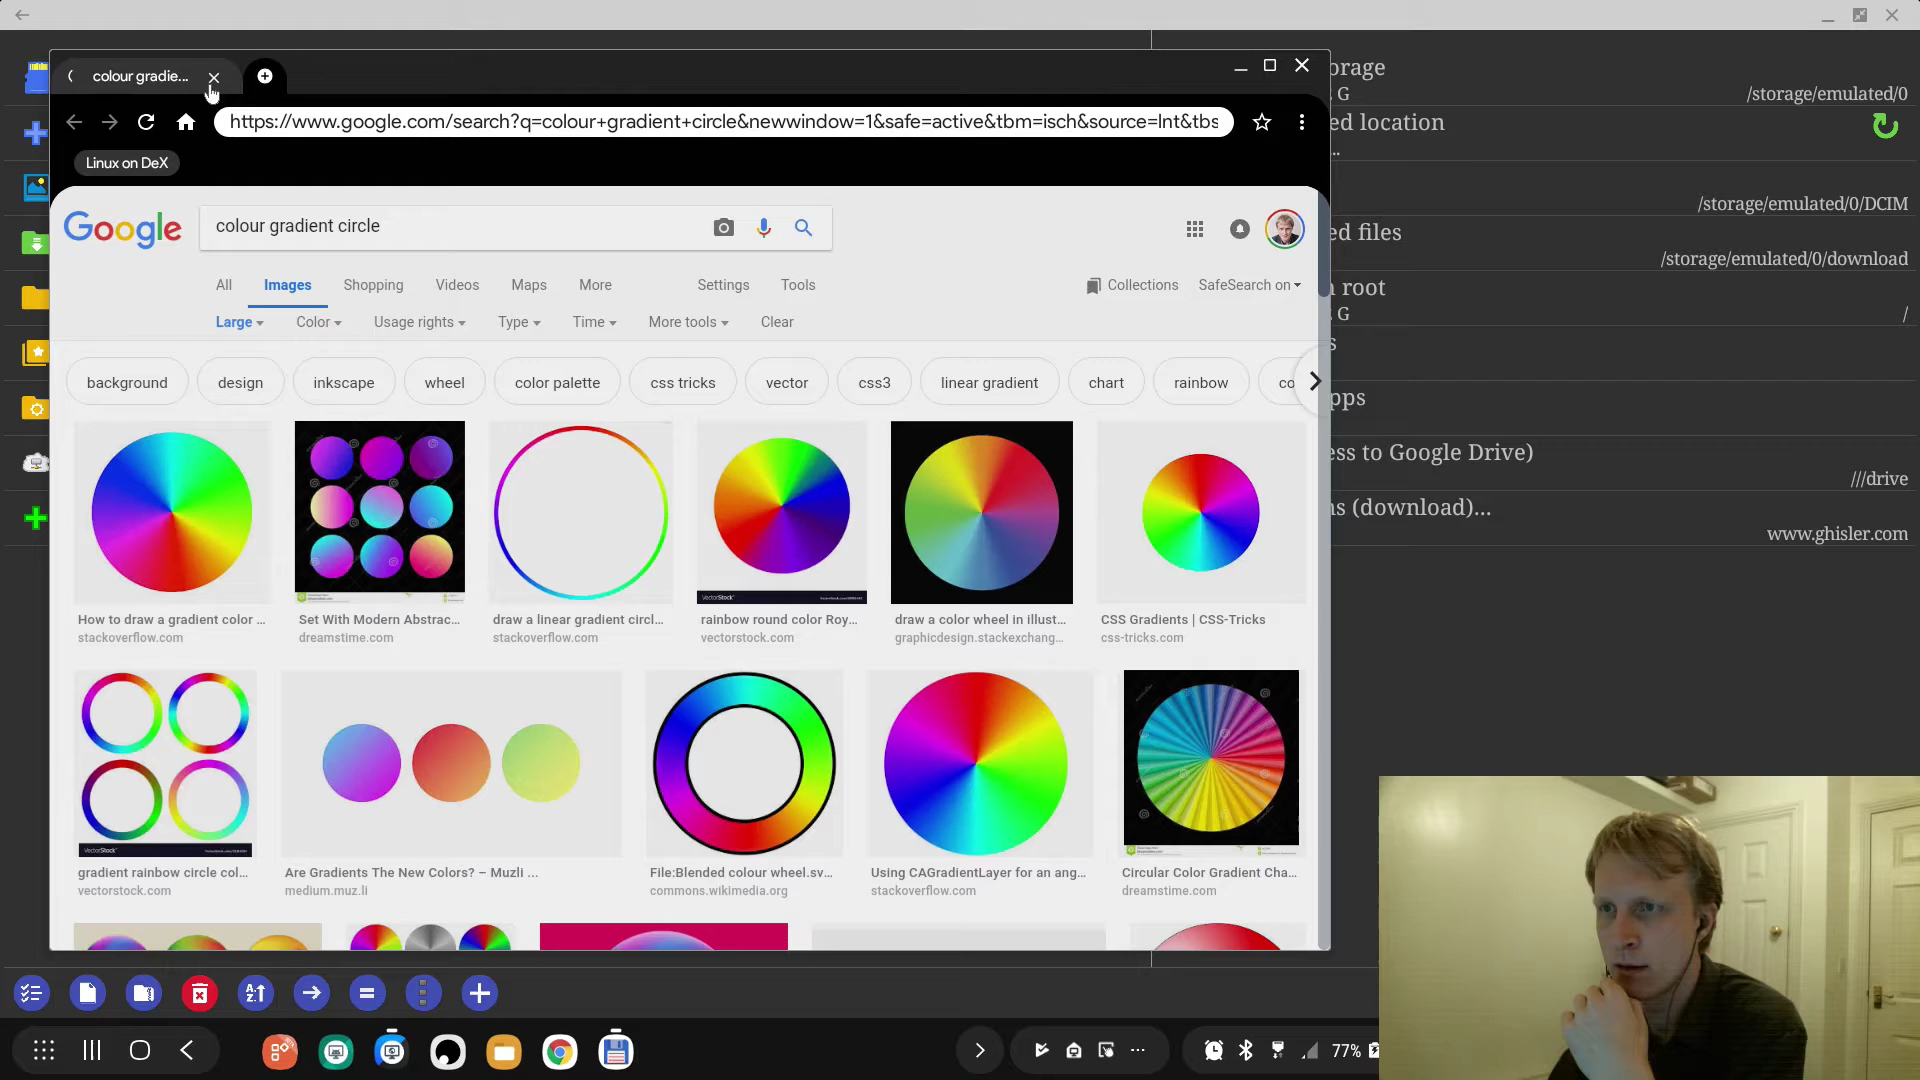 colour gradie...
https://www.google.com/search?q=colour+gradient+circle&newwindow=1&safe=active&tbm=isch&source=lnt&tbs
Linux on DeX
Google
colour gradient circle
All Images Shopping Videos Maps More Settings Tools
Collections SafeSearch on
Large Color Usage rights Type Time More tools Clear
background design inkscape wheel color palette css tricks vector css3 linear gradient chart rainbow co
How to draw a gradient color ...
stackoverflow.com
Set With Modern Abstrac...
dreamstime.com
draw a linear gradient circl...
stackoverflow.com
VectorStock
rainbow round color Roy...
vectorstock.com
draw a color wheel in illust...
graphicdesign.stackexchang...
CSS Gradients | CSS-Tricks
css-tricks.com
VectorStock
gradient rainbow circle col...
vectorstock.com
Are Gradients The New Colors? – Muzli ...
medium.muz.li
File:Blended colour wheel.sv...
commons.wikimedia.org
Using CAGradientLayer for an ang...
stackoverflow.com
Circular Color Gradient Cha...
dreamstime.com
orage
G
/storage/emulated/0
ed location
...
/storage/emulated/0/DCIM
ed files
/storage/emulated/0/download
root
G
/
s
pps
ess to Google Drive)
///drive
ns (download)...
www.ghisler.com
A-Z
77%